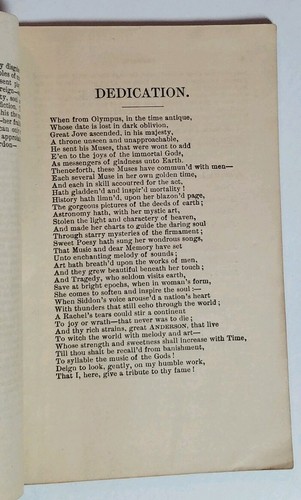 DEDICATION.
When from Olympus, in the time antique,
Whose date is lost in dark oblivion,
Great Jove ascended, in his majesty,
A throne unseen and unapproachable,
He sent his Muses, that were wont to add
E'en to the joys of the immortal Gods,
As messengers of gladness unto Earth.
Thenceforth, these Muses have commun'd with men—
Each several Muse in her own golden time,
And each in skill accoutred for the act,
Hath gladden'd and inspir'd mortality!
History hath limn'd, upon her blazon'd page,
The gorgeous pictures of the deeds of earth;
Astronomy hath, with her mystic art,
Stolen the light and charactery of heaven,
And made her charts to guide the daring soul
Through starry mysteries of the firmament;
Sweet Poesy hath sung her wondrous songs,
That Music and dear Memory have set
Unto enchanting melody of sounds;
Art hath breath'd upon the works of men,
And they grew beautiful beneath her touch;
And Tragedy, who seldom visits earth,
Save at bright epochs, when in woman's form,
She comes to soften and inspire the soul:—
When Siddon's voice arouse'd a nation's heart
With thunders that still echo through the world;
A Rachel's tears could stir a continent
To joy or wrath—that never was to die;
And thy rich strains, great ANDERSON, that live
To witch the world with melody and art—
Whose strength and sweetness shall increase with Time,
Till thou shalt be recall'd from banishment,
To syllable the music of the Gods!
Deign to look, gently, on my humble work,
That I, here, give a tribute to thy fame!